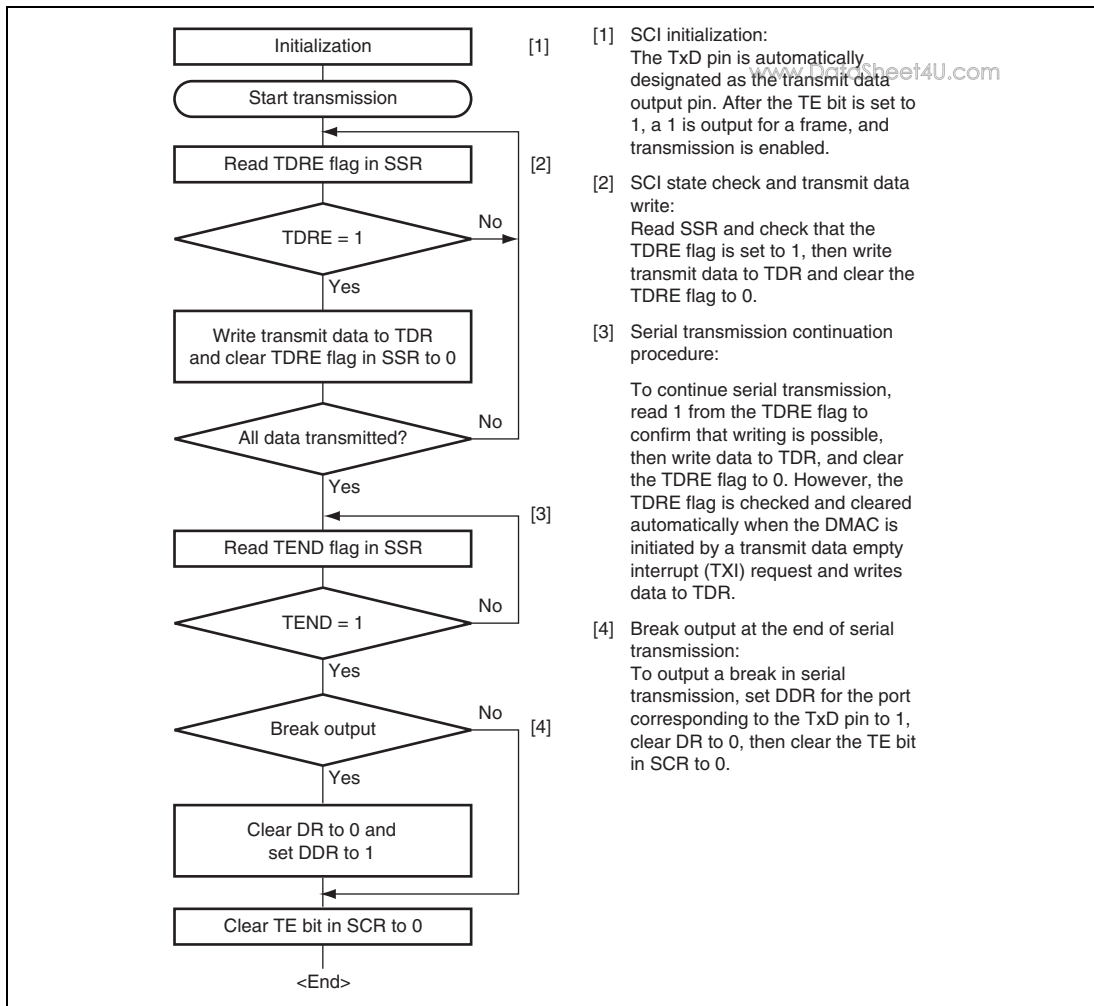 Initialization
[1]
Start transmission
Read TDRE flag in SSR
[2]
TDRE = 1
No
Yes
Write transmit data to TDR
and clear TDRE flag in SSR to 0
All data transmitted?
No
Yes
[3]
Read TEND flag in SSR
TEND = 1
No
Yes
Break output
No
[4]
Yes
Clear DR to 0 and
set DDR to 1
Clear TE bit in SCR to 0
<End>
[1] SCI initialization:
The TxD pin is automatically
designated as the transmit data
output pin. After the TE bit is set to
1, a 1 is output for a frame, and
transmission is enabled.
[2] SCI state check and transmit data
write:
Read SSR and check that the
TDRE flag is set to 1, then write
transmit data to TDR and clear the
TDRE flag to 0.
[3] Serial transmission continuation
procedure:
To continue serial transmission,
read 1 from the TDRE flag to
confirm that writing is possible,
then write data to TDR, and clear
the TDRE flag to 0. However, the
TDRE flag is checked and cleared
automatically when the DMAC is
initiated by a transmit data empty
interrupt (TXI) request and writes
data to TDR.
[4] Break output at the end of serial
transmission:
To output a break in serial
transmission, set DDR for the port
corresponding to the TxD pin to 1,
clear DR to 0, then clear the TE bit
in SCR to 0.
www.DataSheet4U.com